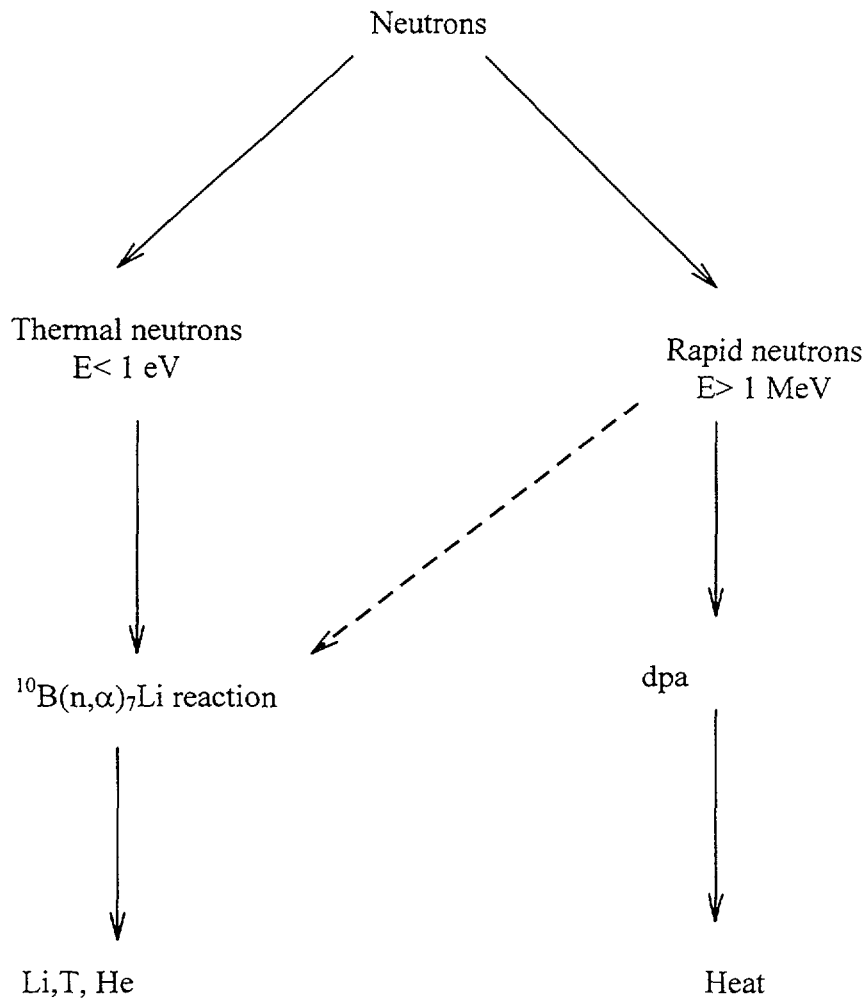 Neutrons
Thermal neutrons
E< 1 eV
Rapid neutrons
E> 1 MeV
¹⁰B(n,α)₇Li reaction
dpa
Li,T, He
Heat